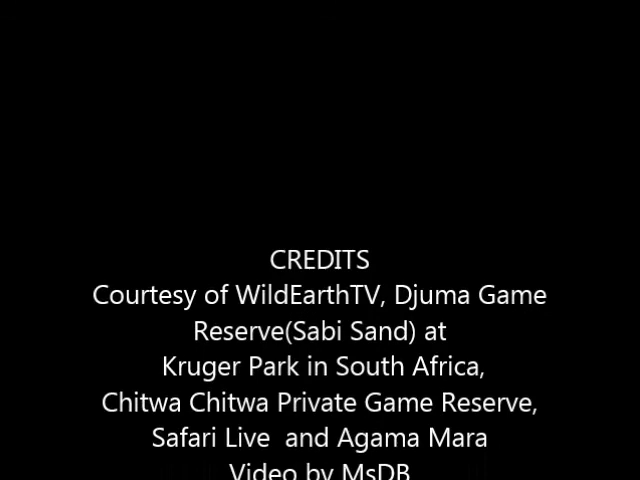 CREDITS
Courtesy of WildEarthTV, Djuma Game
Reserve(Sabi Sand) at
Kruger Park in South Africa,
Chitwa Chitwa Private Game Reserve,
Safari Live  and Agama Mara
Video by MsDB